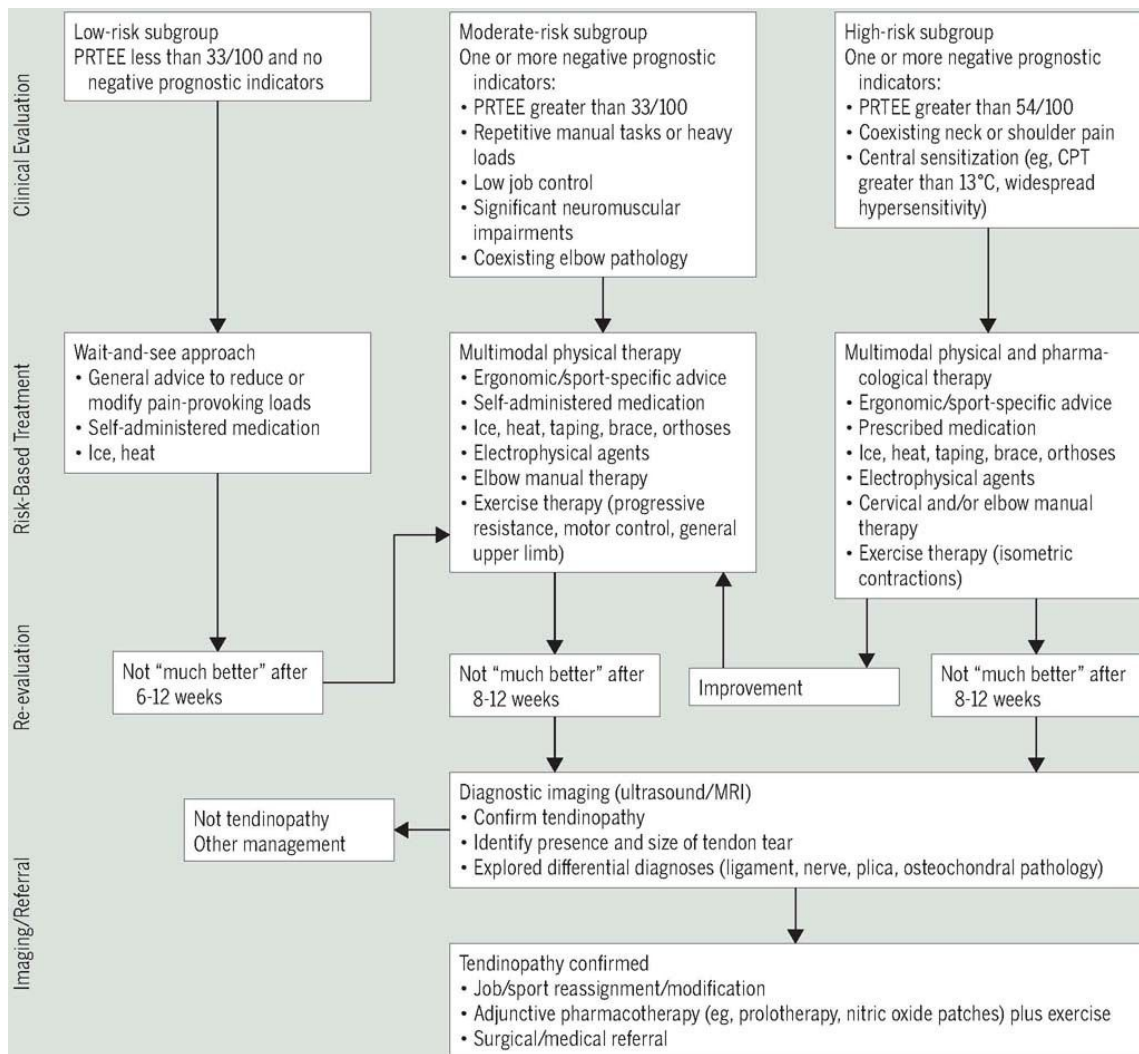 Clinical Evaluation
Low-risk subgroup
PRTEE less than 33/100 and no
negative prognostic indicators
Moderate-risk subgroup
One or more negative prognostic
indicators:
• PRTEE greater than 33/100
• Repetitive manual tasks or heavy
loads
• Low job control
• Significant neuromuscular
impairments
• Coexisting elbow pathology
High-risk subgroup
One or more negative prognostic
indicators:
• PRTEE greater than 54/100
• Coexisting neck or shoulder pain
• Central sensitization (eg, CPT
greater than 13°C, widespread
hypersensitivity)
Risk-Based Treatment
Wait-and-see approach
• General advice to reduce or
modify pain-provoking loads
• Self-administered medication
• Ice, heat
Multimodal physical therapy
• Ergonomic/sport-specific advice
• Self-administered medication
• Ice, heat, taping, brace, orthoses
• Electrophysical agents
• Elbow manual therapy
• Exercise therapy (progressive
resistance, motor control, general
upper limb)
Multimodal physical and pharma-
cological therapy
• Ergonomic/sport-specific advice
• Prescribed medication
• Ice, heat, taping, brace, orthoses
• Electrophysical agents
• Cervical and/or elbow manual
therapy
• Exercise therapy (isometric
contractions)
Re-evaluation
Not “much better” after
6-12 weeks
Not “much better” after
8-12 weeks
Improvement
Not “much better” after
8-12 weeks
Imaging/Referral
Not tendinopathy
Other management
Diagnostic imaging (ultrasound/MRI)
• Confirm tendinopathy
• Identify presence and size of tendon tear
• Explored differential diagnoses (ligament, nerve, plica, osteochondral pathology)
Tendinopathy confirmed
• Job/sport reassignment/modification
• Adjunctive pharmacotherapy (eg, prolotherapy, nitric oxide patches) plus exercise
• Surgical/medical referral